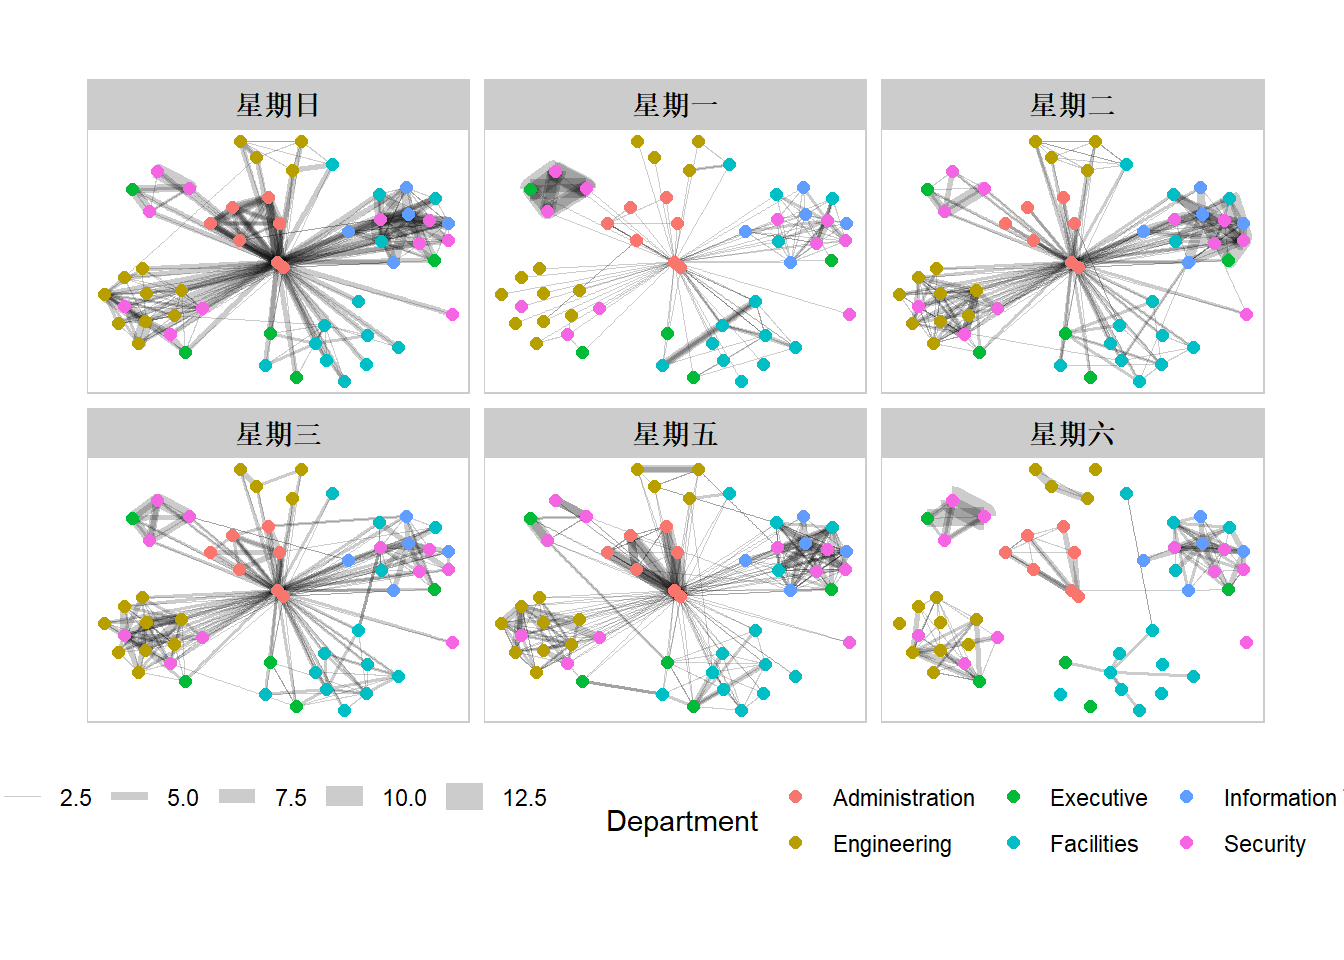 星期日 星期一 星期二
星期三 星期五 星期六
2.5 5.0 7.5 10.0 12.5
Department
Administration Executive Information
Engineering Facilities Security